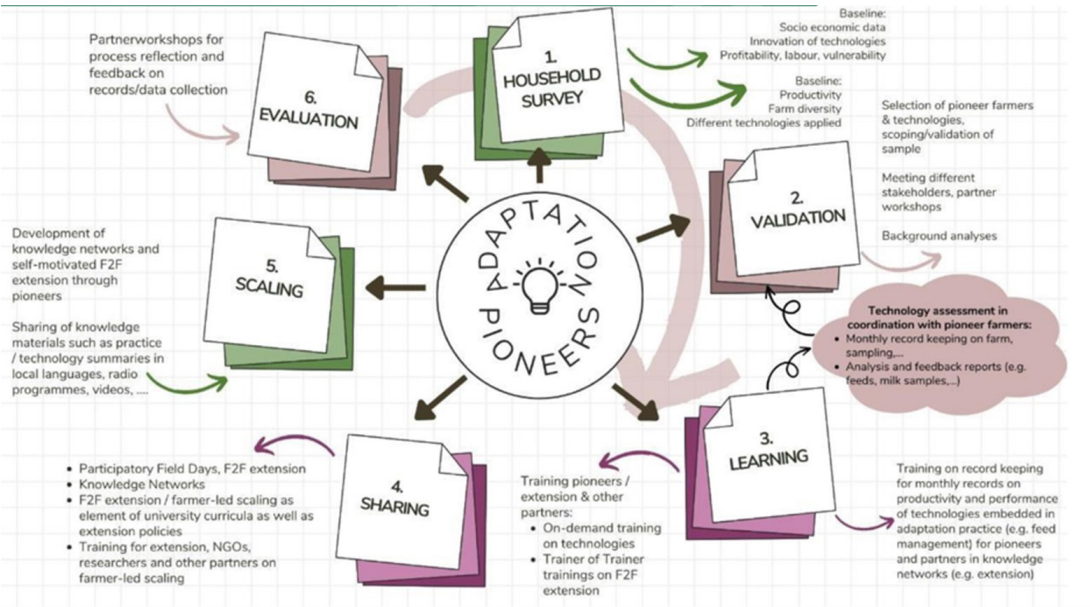 Partnerworkshops for
process reflection and
feedback on
records/data collection
6.
EVALUATION
1.
HOUSEHOLD
SURVEY
Baseline:
Socio economic data
Innovation of technologies
Profitability, labour, vulnerability
Baseline:
Productivity
Farm diversity
Different technologies applied
2.
VALIDATION
Selection of pioneer farmers
& technologies,
scoping/validation of
sample
Meeting different
stakeholders, partner
workshops
Background analyses
Technology assessment in
coordination with pioneer farmers:
• Monthly record keeping on farm,
sampling,...
• Analysis and feedback reports (e.g.
feeds, milk samples,...)
ADAPTATION
PIONEERS
Development of
knowledge networks and
self-motivated F2F
extension through
pioneers
Sharing of knowledge
materials such as practice
/ technology summaries in
local languages, radio
programmes, videos, ....
5.
SCALING
3.
LEARNING
Training pioneers /
extension & other
partners:
• On-demand training
on technologies
• Trainer of Trainer
trainings on F2F
extension
Training on record keeping
for monthly records on
productivity and performance
of technologies embedded in
adaptation practice (e.g. feed
management) for pioneers
and partners in knowledge
networks (e.g. extension)
4.
SHARING
• Participatory Field Days, F2F extension
• Knowledge Networks
• F2F extension / farmer-led scaling as
element of university curricula as well as
extension policies
• Training for extension, NGOs,
researchers and other partners on
farmer-led scaling